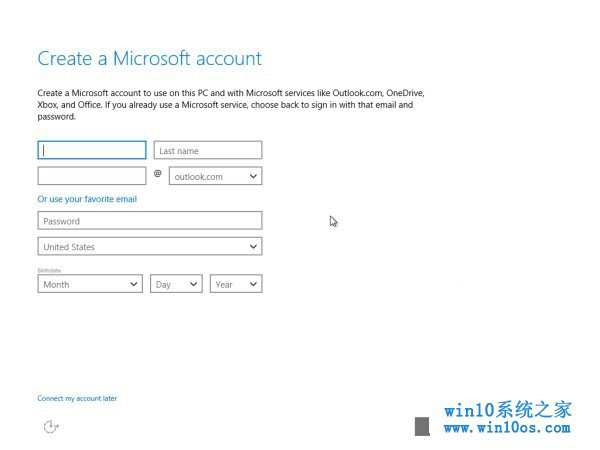 Create a Microsoft account
Create a Microsoft account to use on this PC and with Microsoft services like Outlook.com, OneDrive,
Xbox, and Office. If you already use a Microsoft service, choose back to sign in with that email and
password.
Last name
@ outlook.com
Or use your favorite email
Password
United States
Birthdate
Month Day Year
Connect my account later
win10系统之家
www.win10os.com